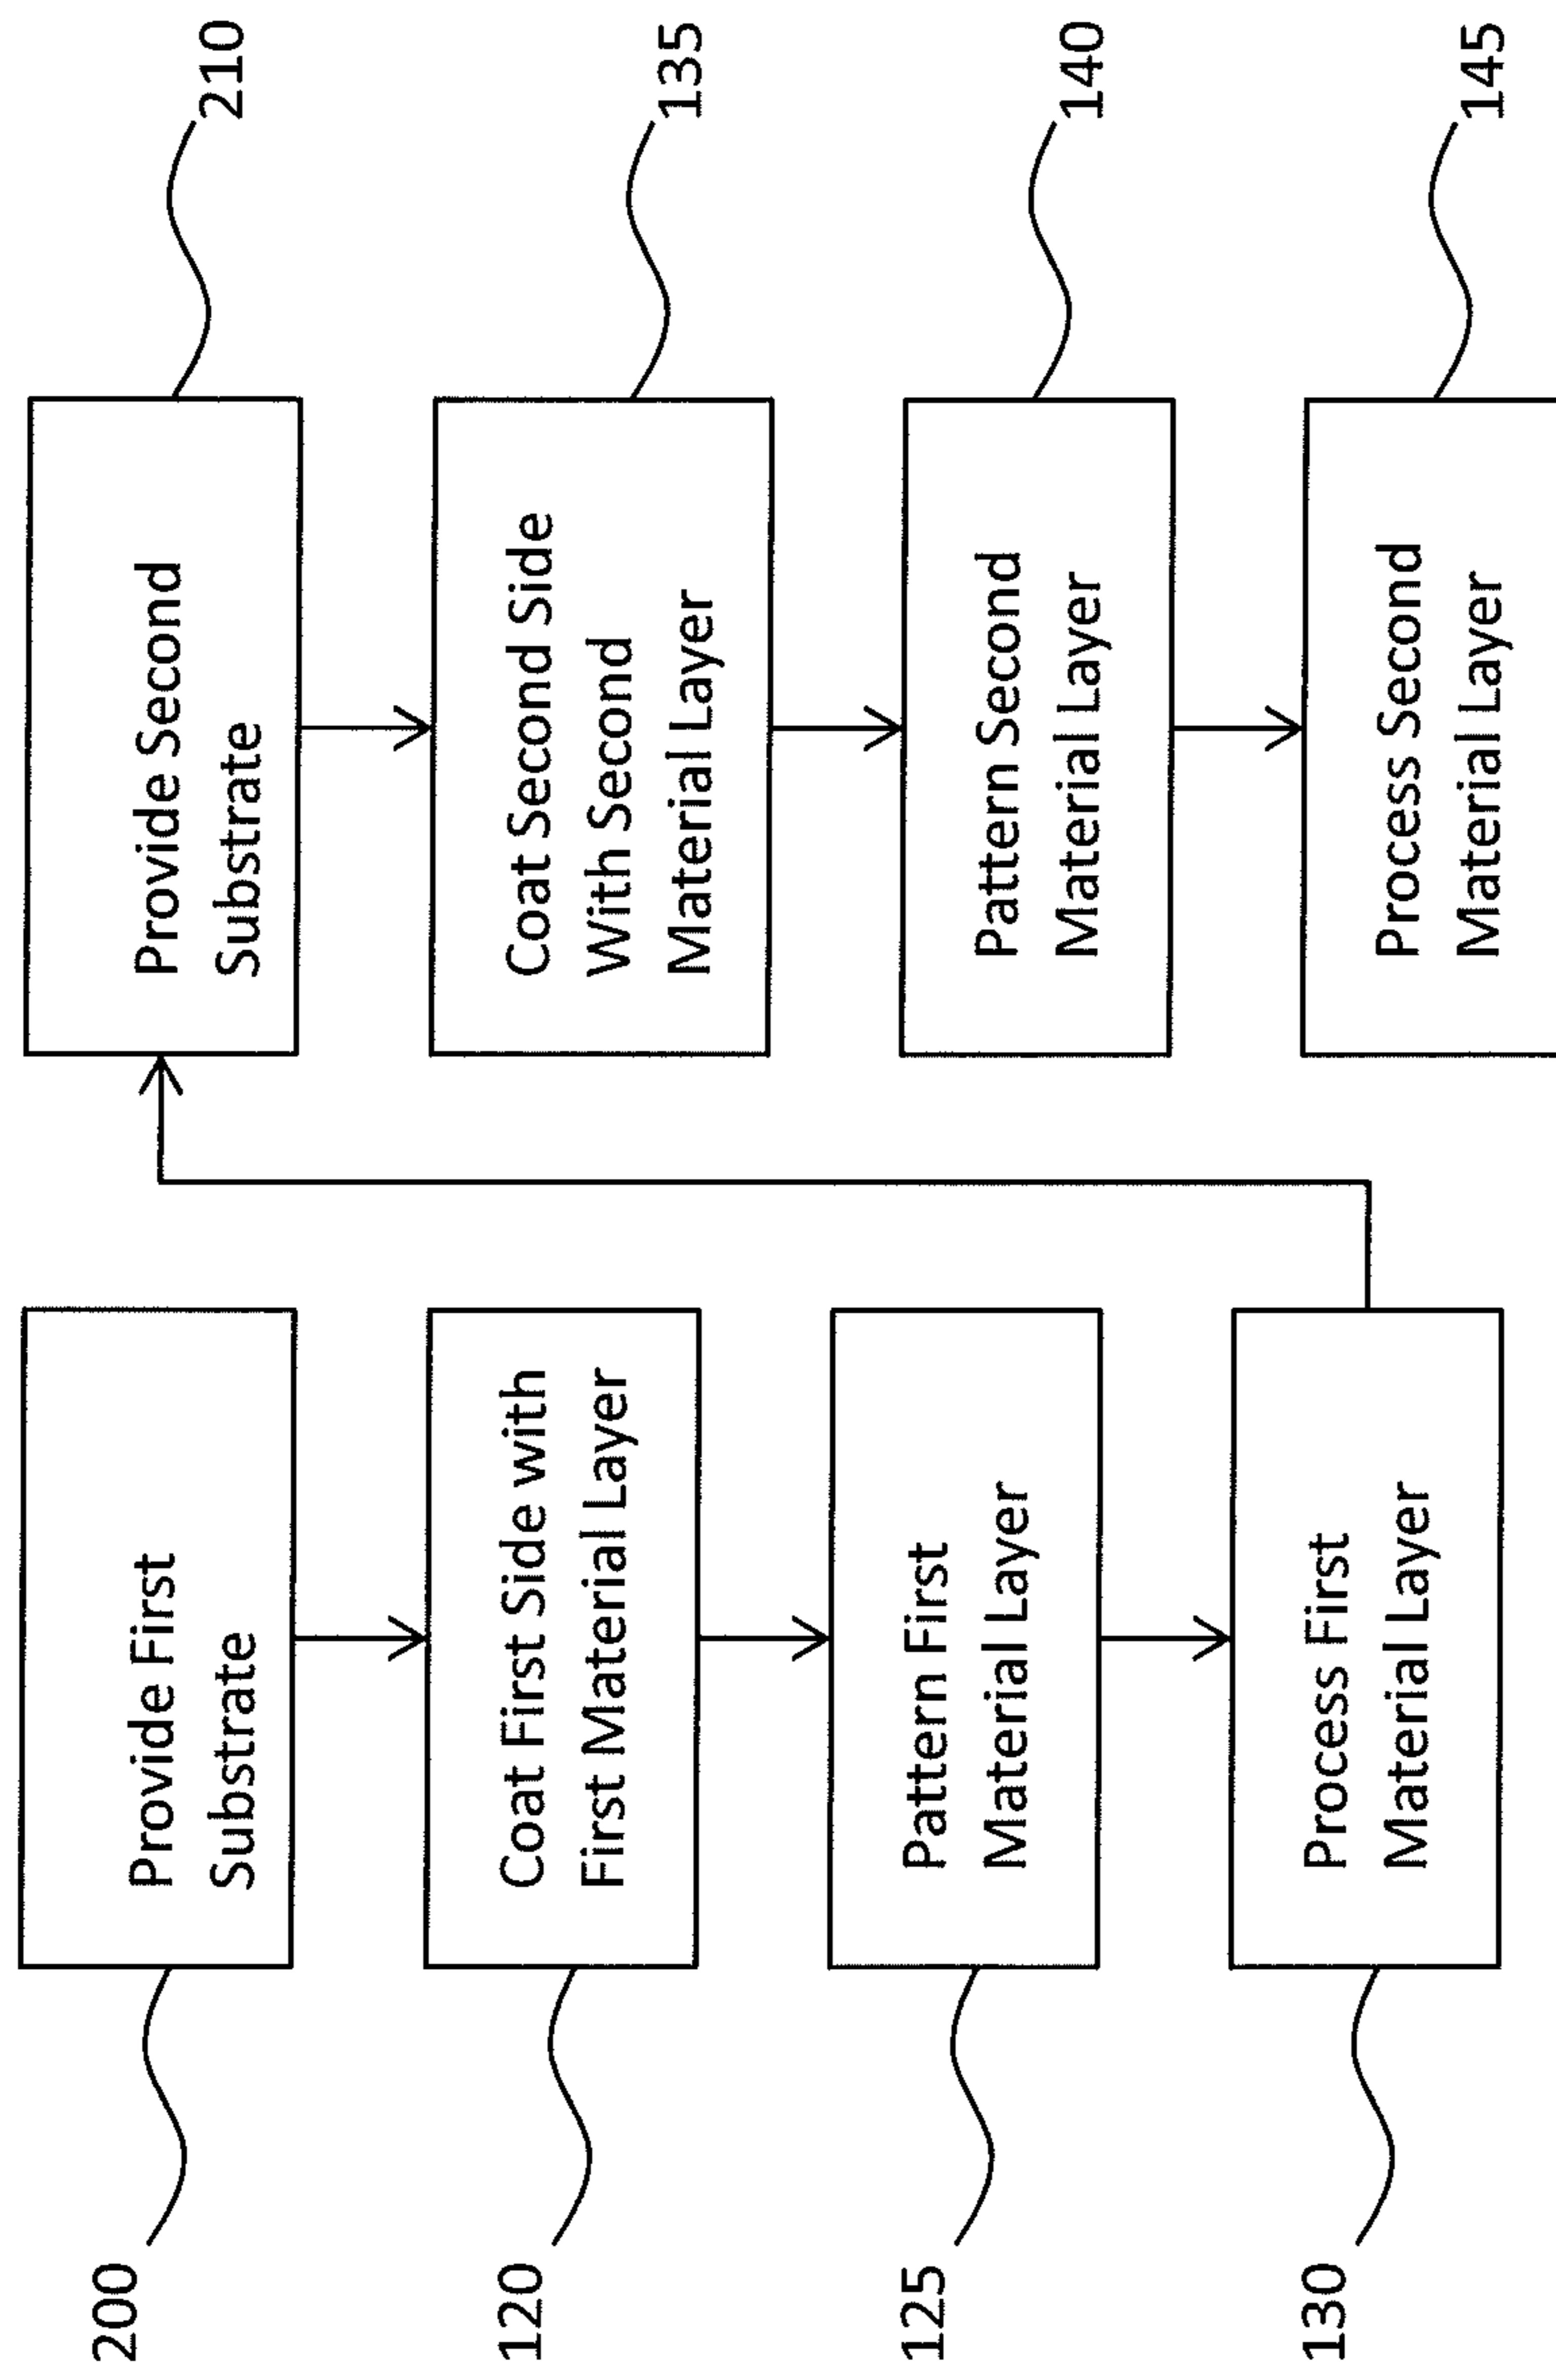 200
Provide First
Substrate
120
Coat First Side with
First Material Layer
125
Pattern First
Material Layer
130
Process First
Material Layer
210
Provide Second
Substrate
135
Coat Second Side
With Second
Material Layer
140
Pattern Second
Material Layer
145
Process Second
Material Layer